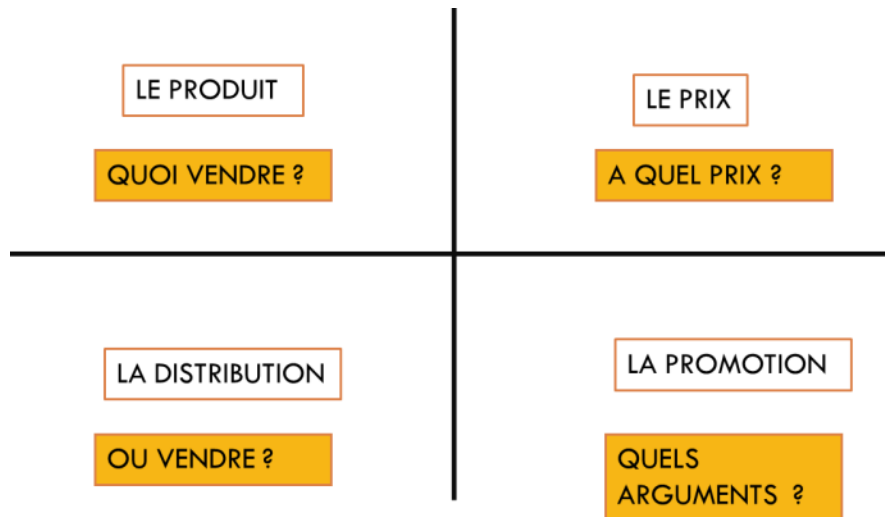 LE PRODUIT
QUOI VENDRE ?
LE PRIX
A QUEL PRIX ?
LA DISTRIBUTION
OU VENDRE ?
LA PROMOTION
QUELS
ARGUMENTS ?